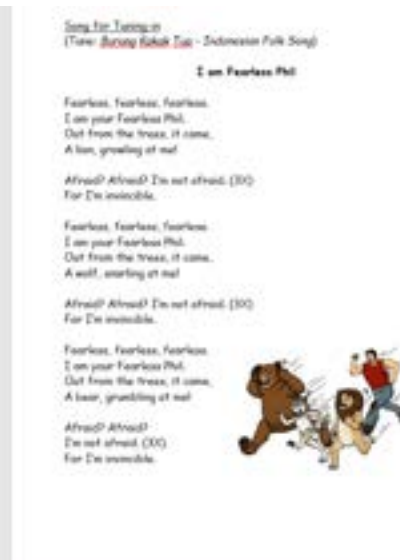 Song for Tuning-in
(Tune: Burung Kakak Tua - Indonesian Folk Song)
I am Fearless Phil
Fearless, fearless, fearless.
I am your Fearless Phil.
Out from the trees, it came,
A lion, growling at me!
Afraid? Afraid? I'm not afraid. (3X)
For I'm invincible.
Fearless, fearless, fearless.
I am your Fearless Phil.
Out from the trees, it came,
A wolf, snarling at me!
Afraid? Afraid? I'm not afraid. (3X)
For I'm invincible.
Fearless, fearless, fearless.
I am your Fearless Phil.
Out from the trees, it came,
A bear, grumbling at me!
Afraid? Afraid?
I'm not afraid. (3X)
For I'm invincible.